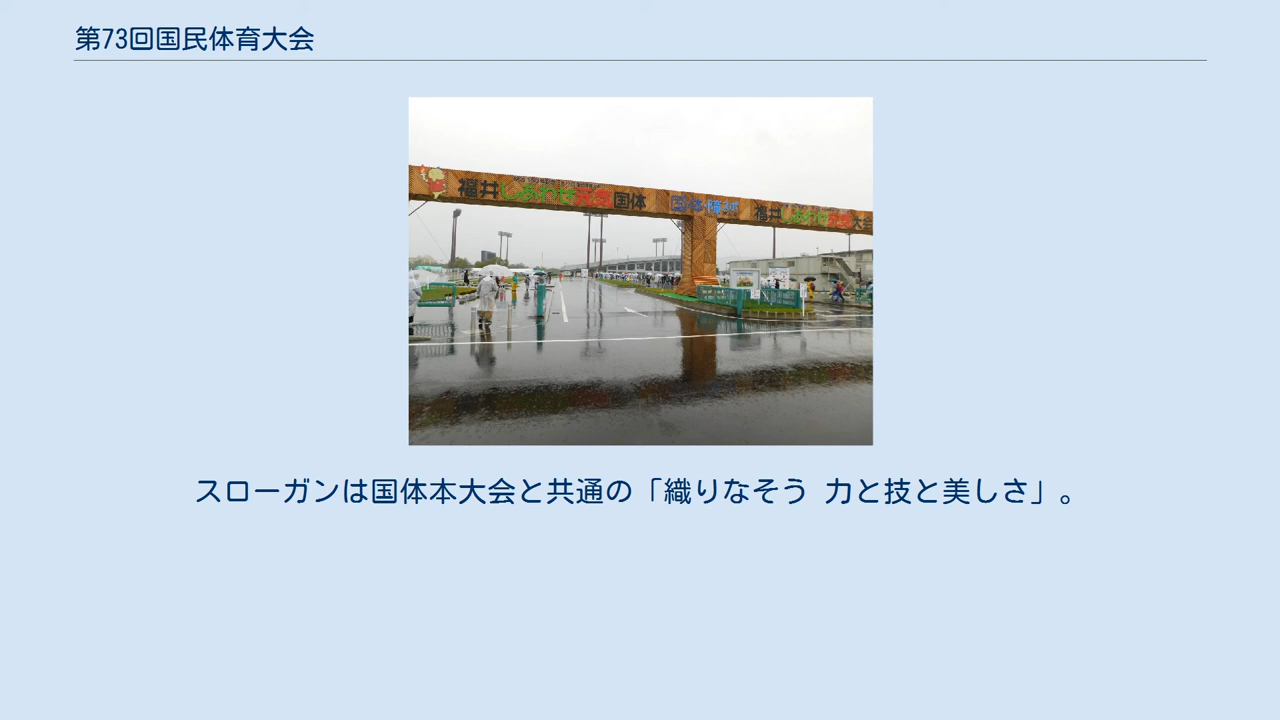 第73回国民体育大会
福井しあわせ元気国体
国体・障スポ
福井しあわせ元気大会
スローガンは国体本大会と共通の「織りなそう 力と技と美しさ」。